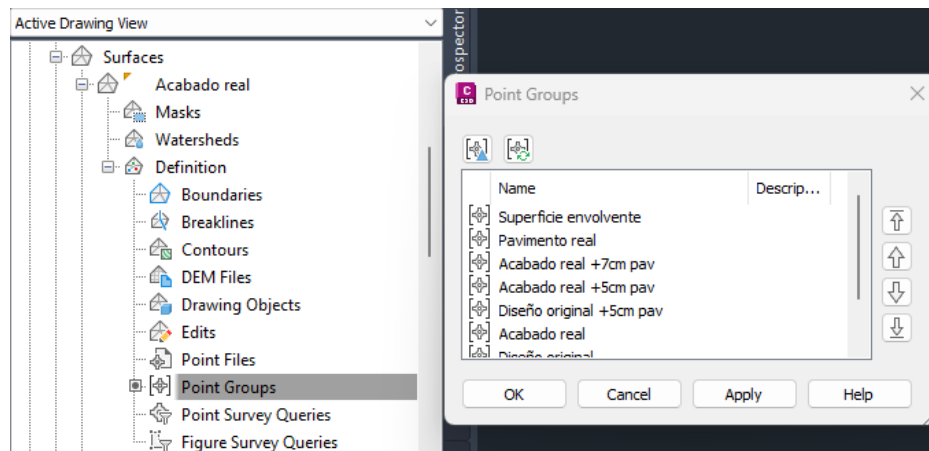 Active Drawing View
Surfaces
Acabado real
Masks
Watersheds
Definition
Boundaries
Breaklines
Contours
DEM Files
Drawing Objects
Edits
Point Files
Point Groups
Point Survey Queries
Figure Survey Queries
ospector
C
C3D
Point Groups
Name
Descrip...
Superficie envolvente
Pavimento real
Acabado real +7cm pav
Acabado real +5cm pav
Diseño original +5cm pav
Acabado real
Diseño original
OK
Cancel
Apply
Help